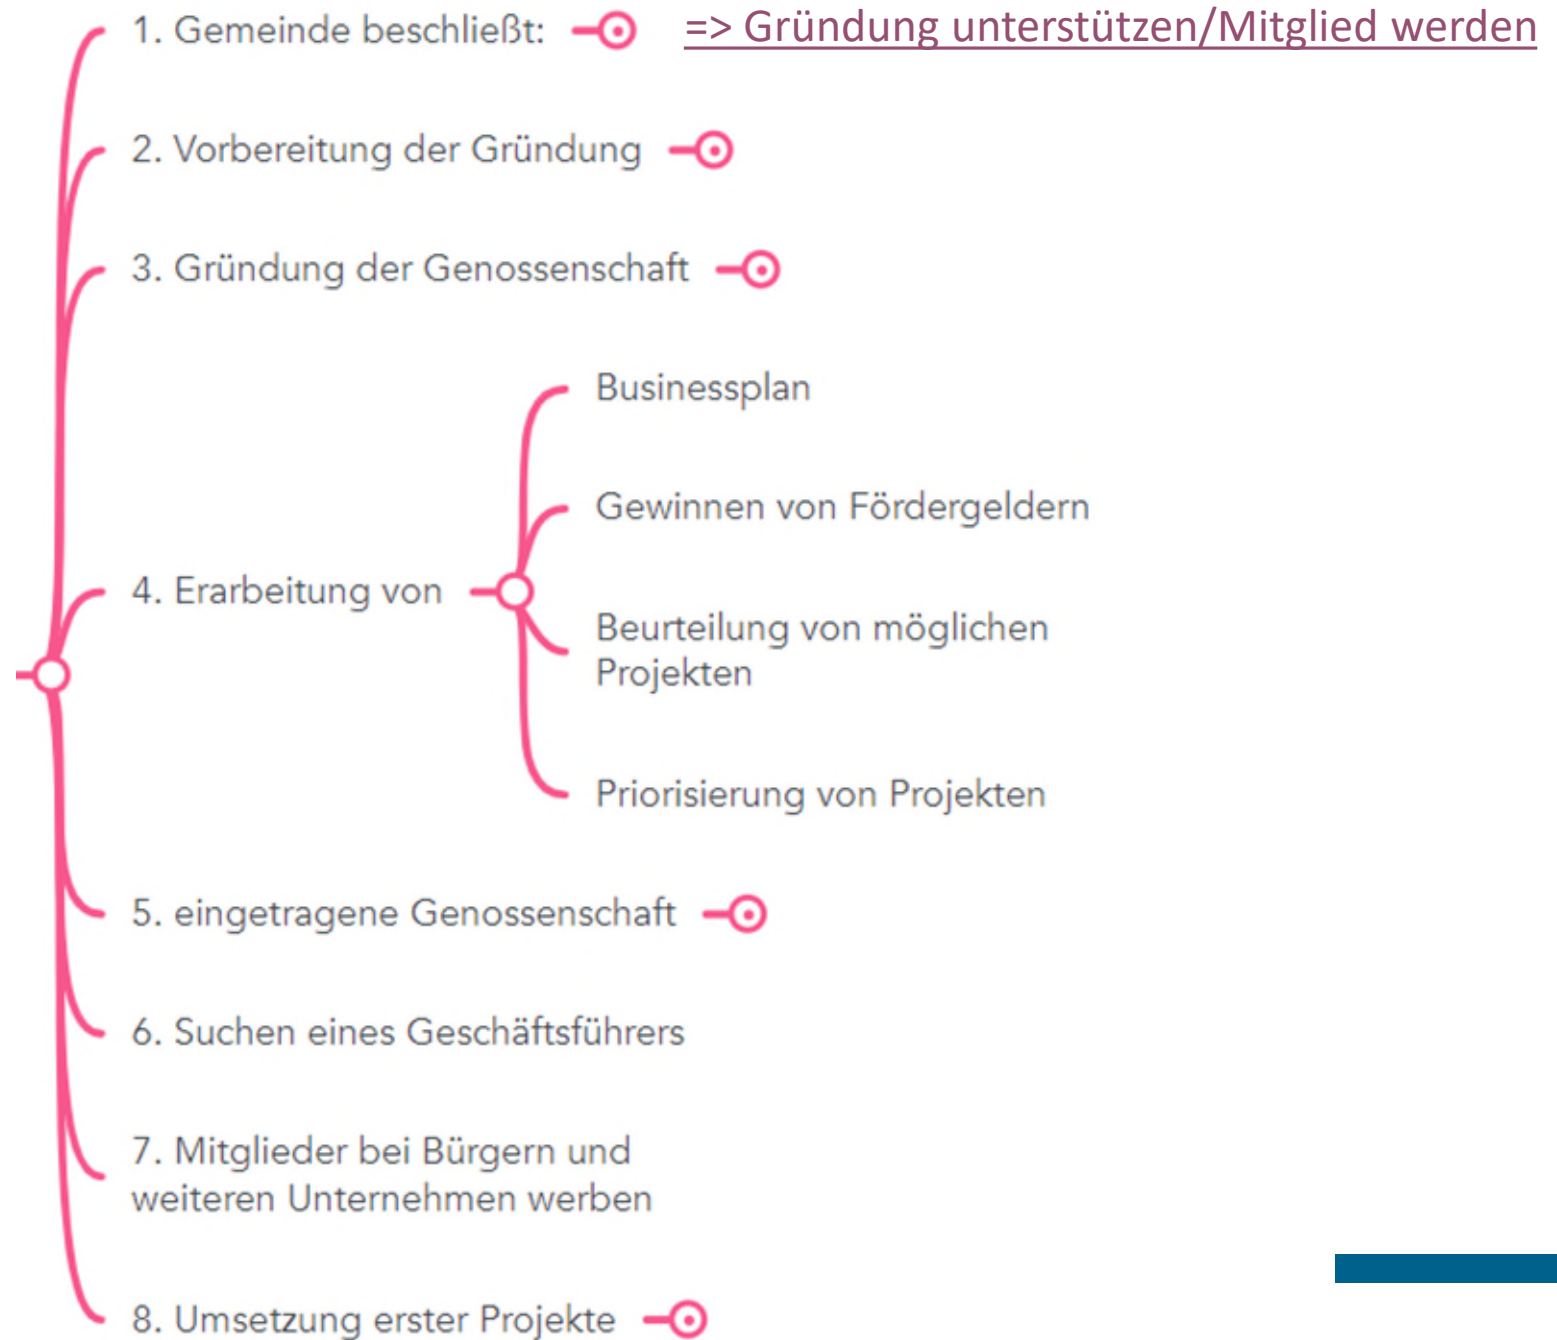 1. Gemeinde beschließt: => Gründung unterstützen/Mitglied werden
2. Vorbereitung der Gründung
3. Gründung der Genossenschaft
Businessplan
Gewinnen von Fördergeldern
4. Erarbeitung von
Beurteilung von möglichen
Projekten
Priorisierung von Projekten
5. eingetragene Genossenschaft
6. Suchen eines Geschäftsführers
7. Mitglieder bei Bürgern und
weiteren Unternehmen werben
8. Umsetzung erster Projekte